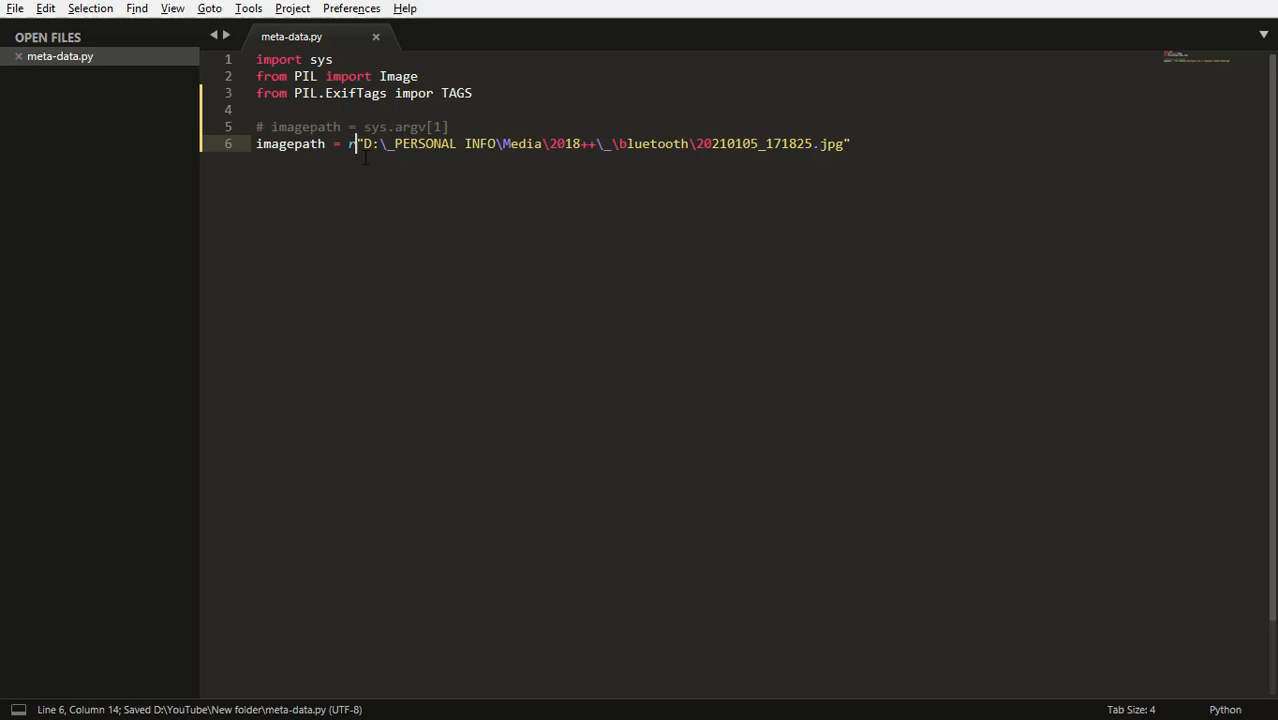 File Edit Selection Find View Goto Tools Project Preferences Help
OPEN FILES
meta-data.py
meta-data.py
1 import sys
2 from PIL import Image
3 from PIL.ExifTags impor TAGS
4
5 # imagepath = sys.argv[1]
6 imagepath = r"D:\_PERSONAL INFO\Media\2018++\_\bluetooth\20210105_171825.jpg"
Line 6, Column 14; Saved D:\YouTube\New folder\meta-data.py (UTF-8) Tab Size: 4 Python